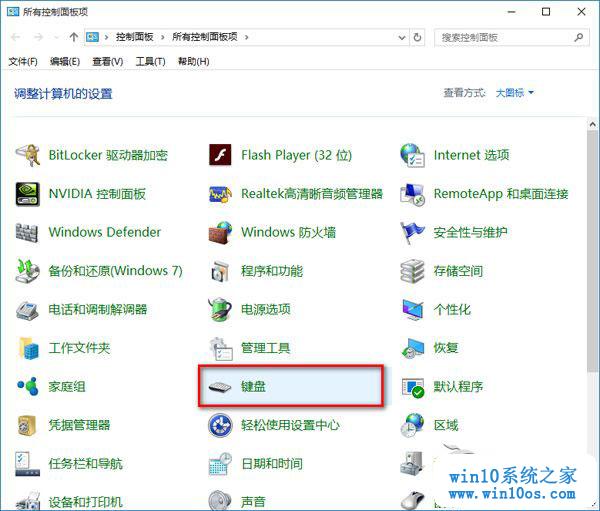 所有控制面板项
控制面板 › 所有控制面板项 ›
搜索控制面板
文件(F) 编辑(E) 查看(V) 工具(T) 帮助(H)
调整计算机的设置
查看方式: 大图标
BitLocker 驱动器加密
Flash Player (32 位)
Internet 选项
NVIDIA 控制面板
Realtek高清晰音频管理器
RemoteApp 和桌面连接
Windows Defender
Windows 防火墙
安全性与维护
备份和还原(Windows 7)
程序和功能
存储空间
电话和调制解调器
电源选项
个性化
工作文件夹
管理工具
恢复
家庭组
键盘
默认程序
凭据管理器
轻松使用设置中心
区域
任务栏和导航
日期和时间
设备和打印机
声音
win10系统之家
www.win10os.com